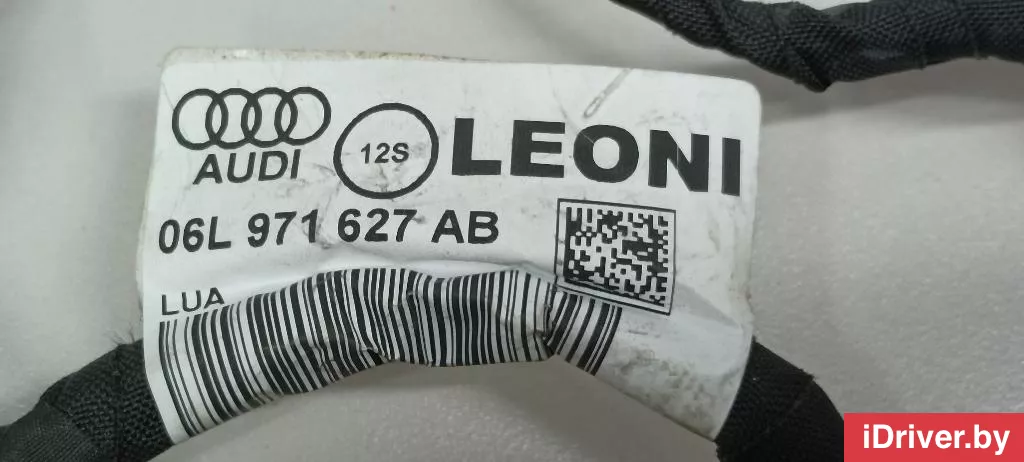 AUDI
12S
LEONI
06L 971 627 AB
LUA
iDriver.by